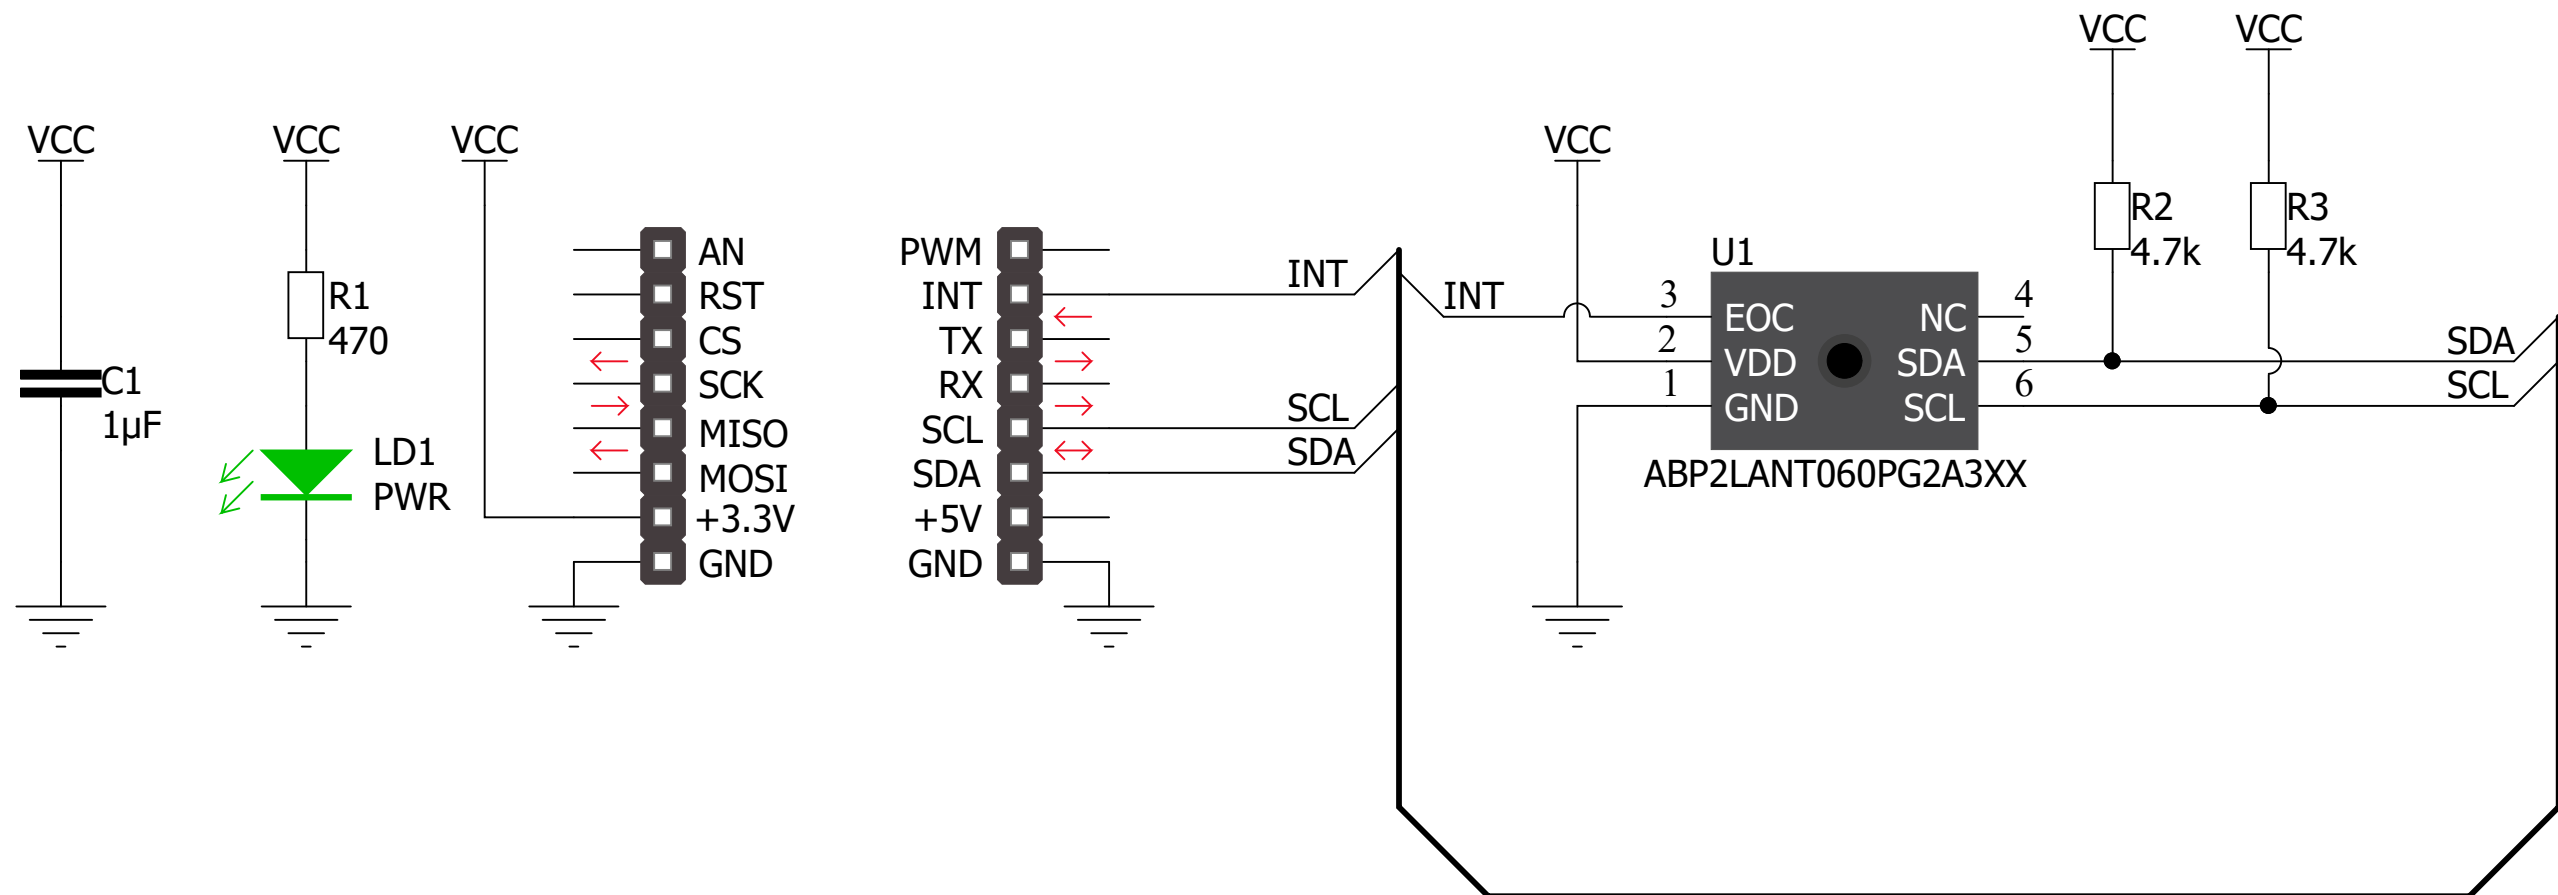 VCC
C1
1µF
VCC
R1
470
LD1
PWR
VCC
AN
RST
CS
SCK
MISO
MOSI
+3.3V
GND
PWM
INT
TX
RX
SCL
SDA
+5V
GND
INT
SCL
SDA
INT
VCC
U1
3
2
1
EOC
VDD
GND
NC
SDA
SCL
4
5
6
ABP2LANT060PG2A3XX
VCC
R2
4.7k
VCC
R3
4.7k
SDA
SCL